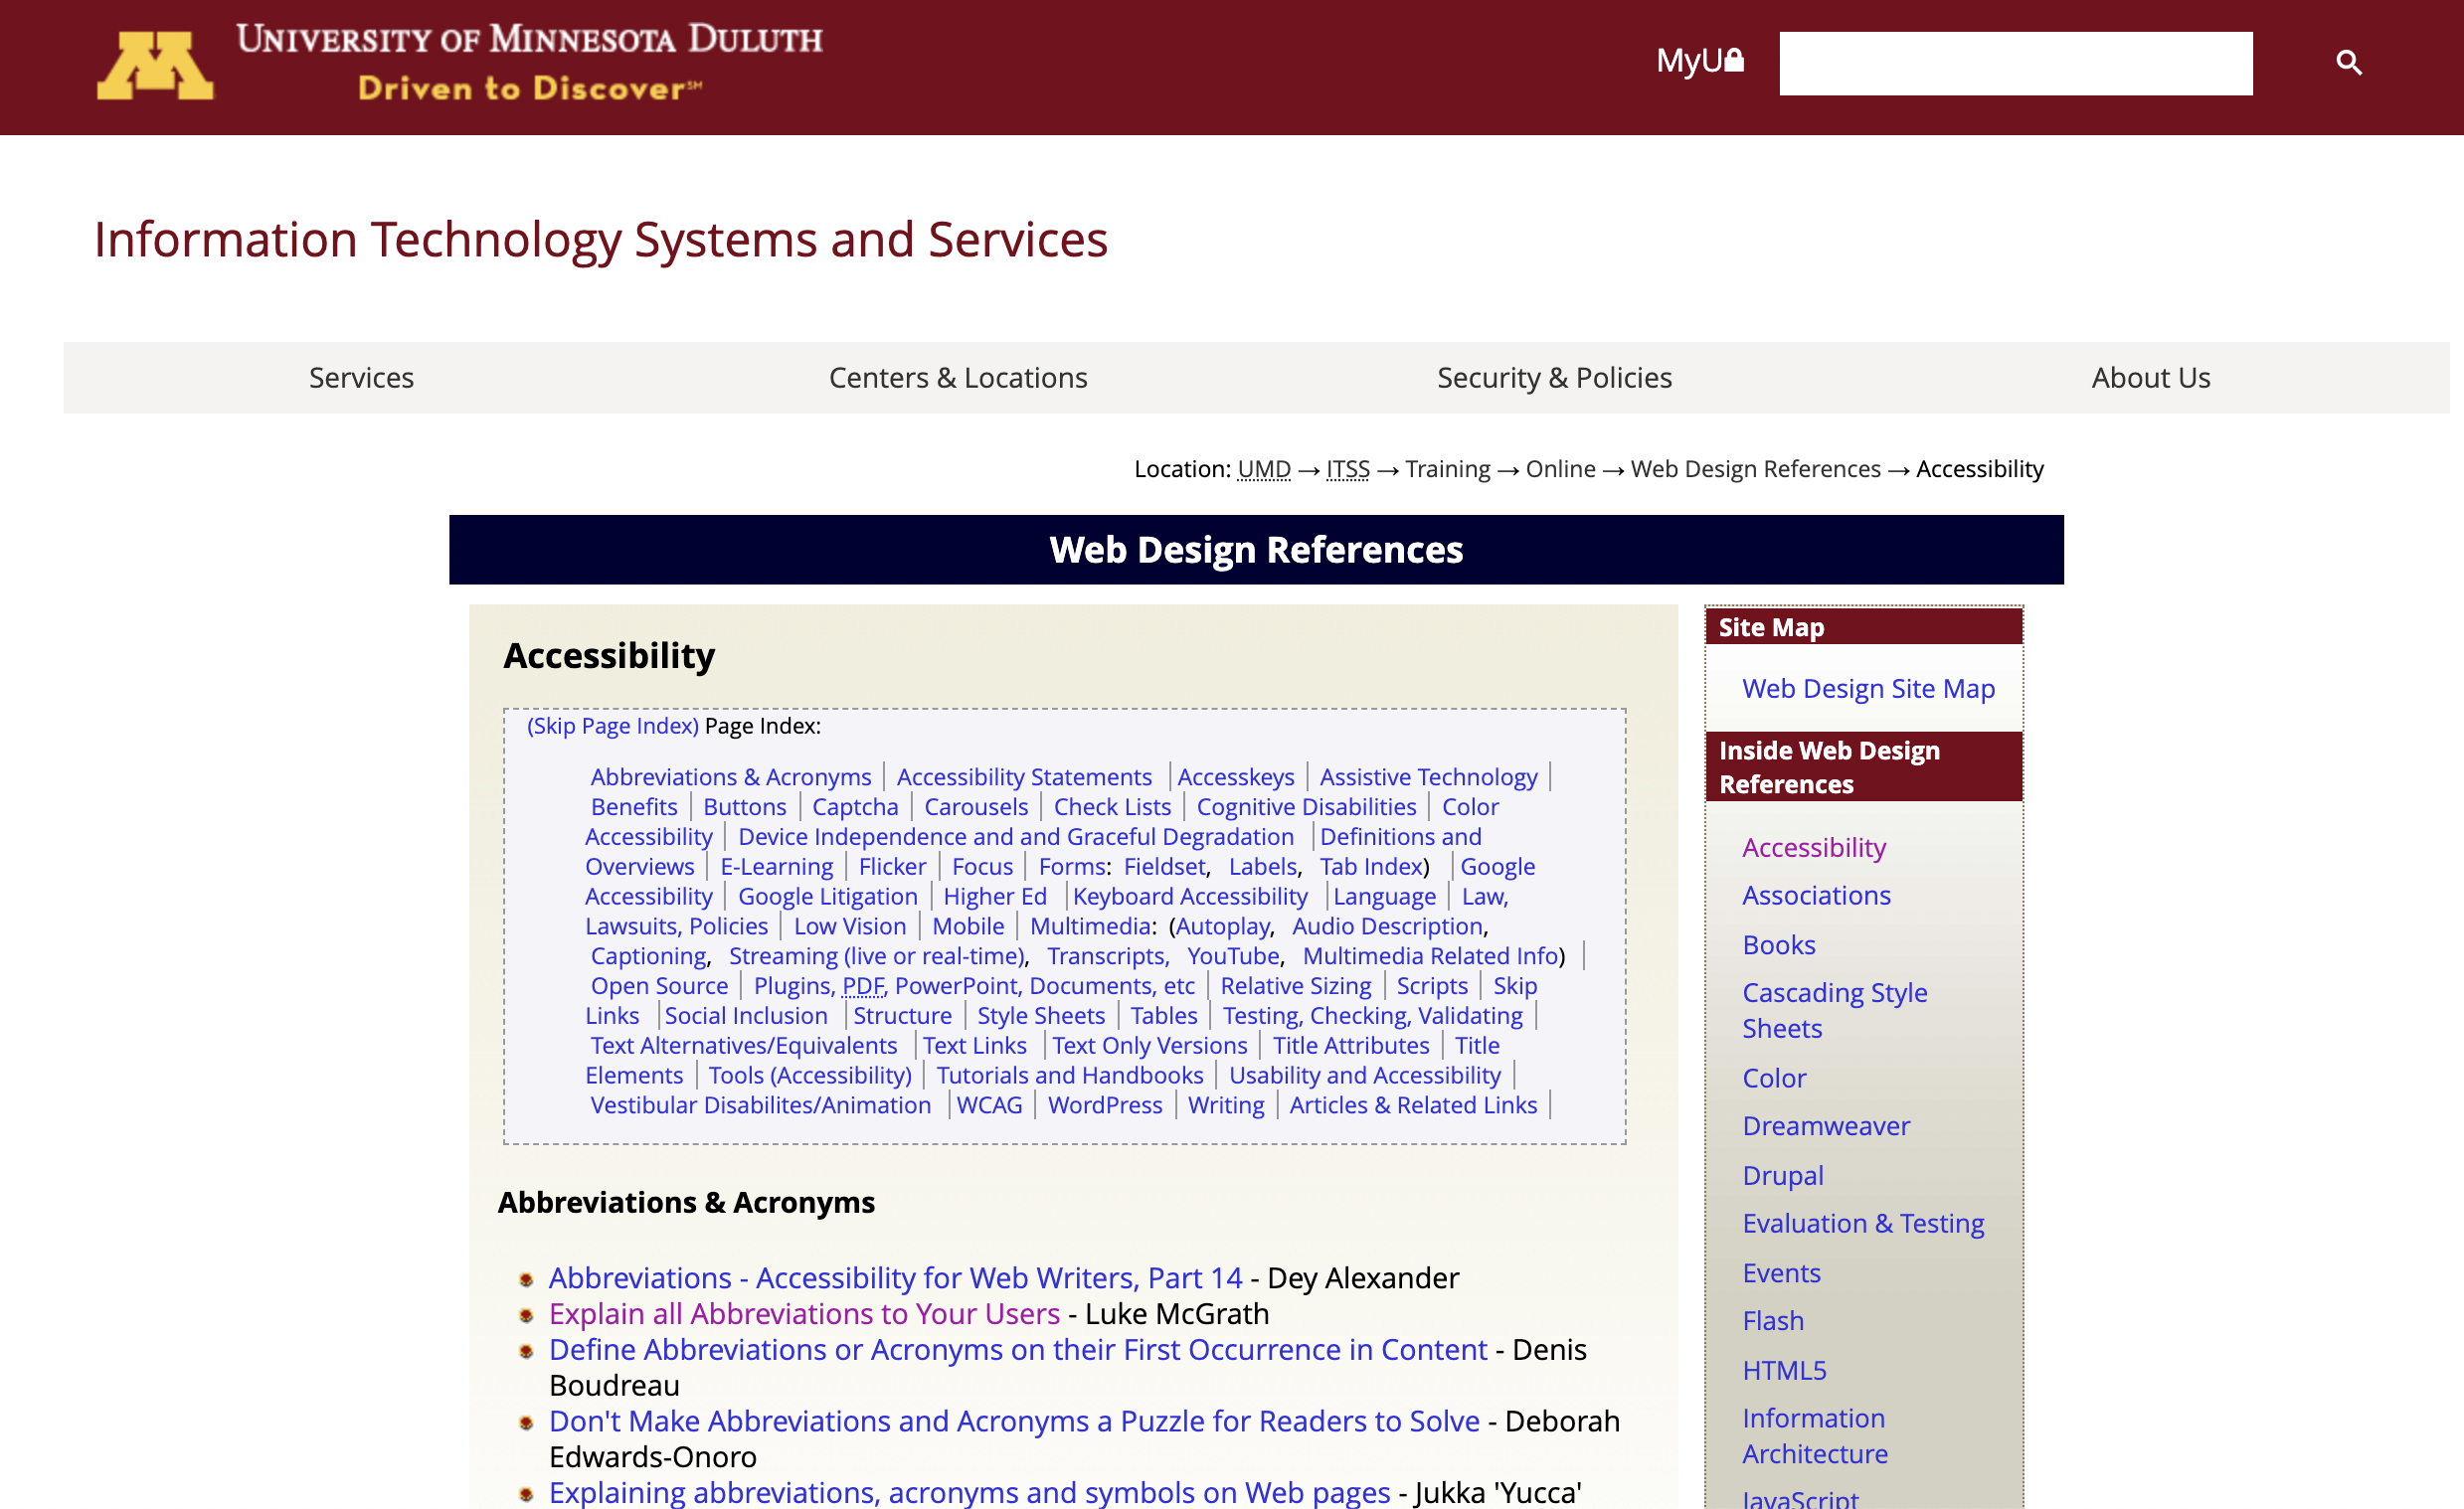 UNIVERSITY OF MINNESOTA DULUTH
Driven to Discover℠
MyU
Information Technology Systems and Services
Services
Centers & Locations
Security & Policies
About Us
Location: UMD → ITSS → Training → Online → Web Design References → Accessibility
Web Design References
Accessibility
(Skip Page Index) Page Index:
Abbreviations & Acronyms | Accessibility Statements | Accesskeys | Assistive Technology |
Benefits | Buttons | Captcha | Carousels | Check Lists | Cognitive Disabilities | Color
Accessibility | Device Independence and and Graceful Degradation | Definitions and
Overviews | E-Learning | Flicker | Focus | Forms: Fieldset, Labels, Tab Index) | Google
Accessibility | Google Litigation | Higher Ed | Keyboard Accessibility | Language | Law,
Lawsuits, Policies | Low Vision | Mobile | Multimedia: (Autoplay, Audio Description,
Captioning, Streaming (live or real-time), Transcripts, YouTube, Multimedia Related Info) |
Open Source | Plugins, PDF, PowerPoint, Documents, etc | Relative Sizing | Scripts | Skip
Links | Social Inclusion | Structure | Style Sheets | Tables | Testing, Checking, Validating |
Text Alternatives/Equivalents | Text Links | Text Only Versions | Title Attributes | Title
Elements | Tools (Accessibility) | Tutorials and Handbooks | Usability and Accessibility |
Vestibular Disabilites/Animation | WCAG | WordPress | Writing | Articles & Related Links |
Abbreviations & Acronyms
Abbreviations - Accessibility for Web Writers, Part 14 - Dey Alexander
Explain all Abbreviations to Your Users - Luke McGrath
Define Abbreviations or Acronyms on their First Occurrence in Content - Denis
Boudreau
Don't Make Abbreviations and Acronyms a Puzzle for Readers to Solve - Deborah
Edwards-Onoro
Explaining abbreviations, acronyms and symbols on Web pages - Jukka 'Yucca'
Site Map
Web Design Site Map
Inside Web Design
References
Accessibility
Associations
Books
Cascading Style
Sheets
Color
Dreamweaver
Drupal
Evaluation & Testing
Events
Flash
HTML5
Information
Architecture
JavaScript